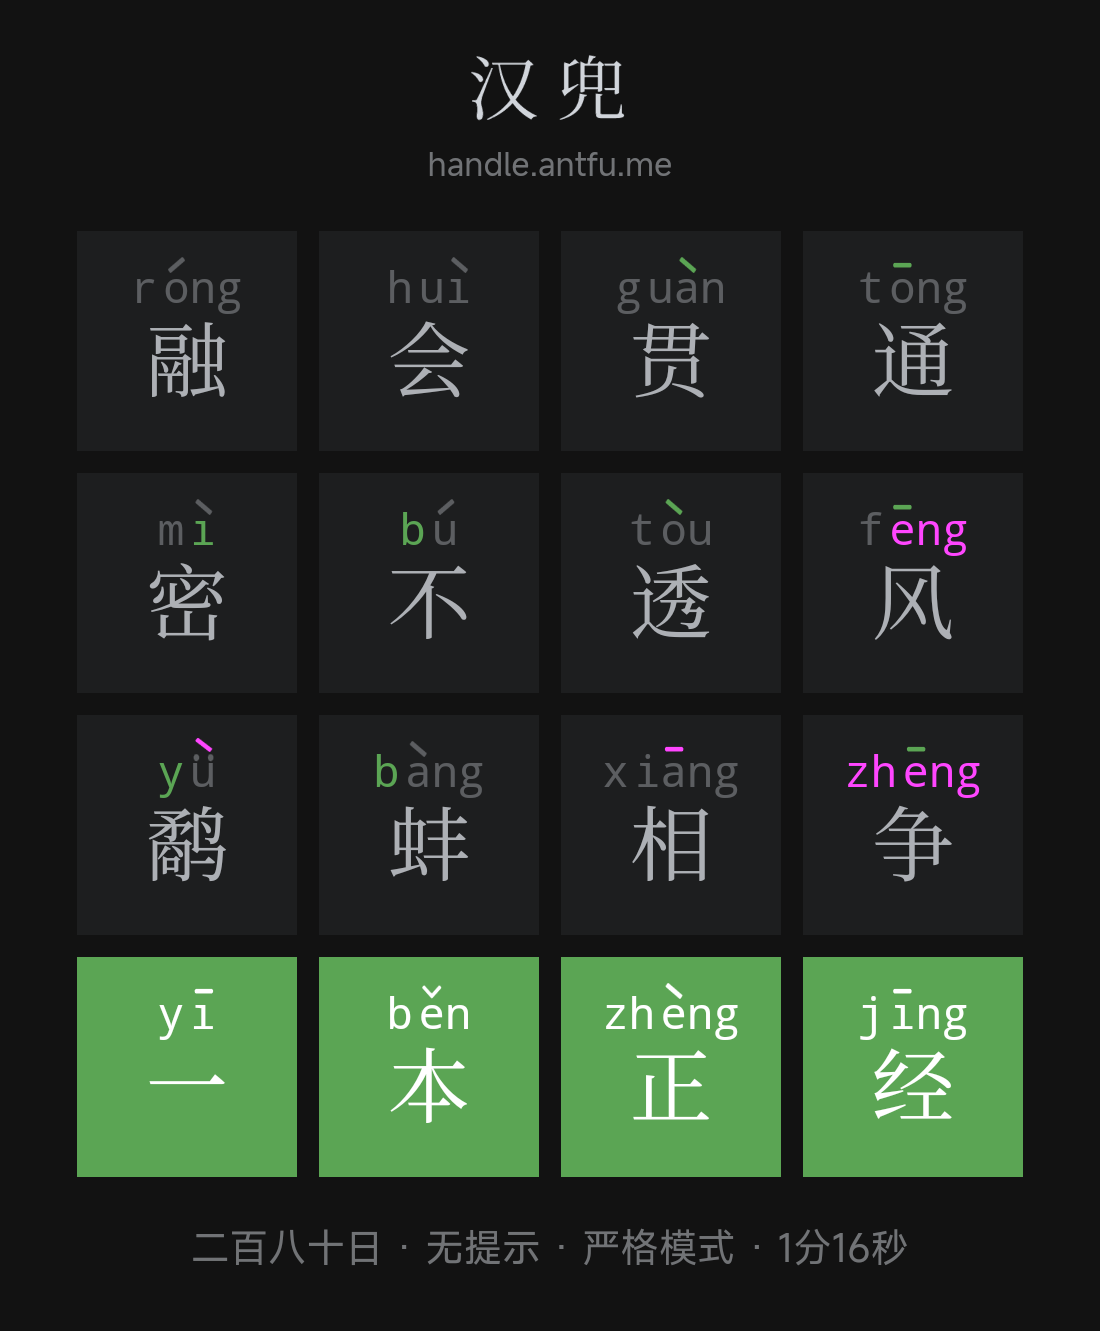 汉兜
handle.antfu.me
róng huì guàn tōng
融 会 贯 通
mì bú tòu fēng
密 不 透 风
yǜ bàng xiāng zhēng
鹬 蚌 相 争
yī běn zhèng jīng
一 本 正 经
二百八十日 · 无提示 · 严格模式 · 1分16秒